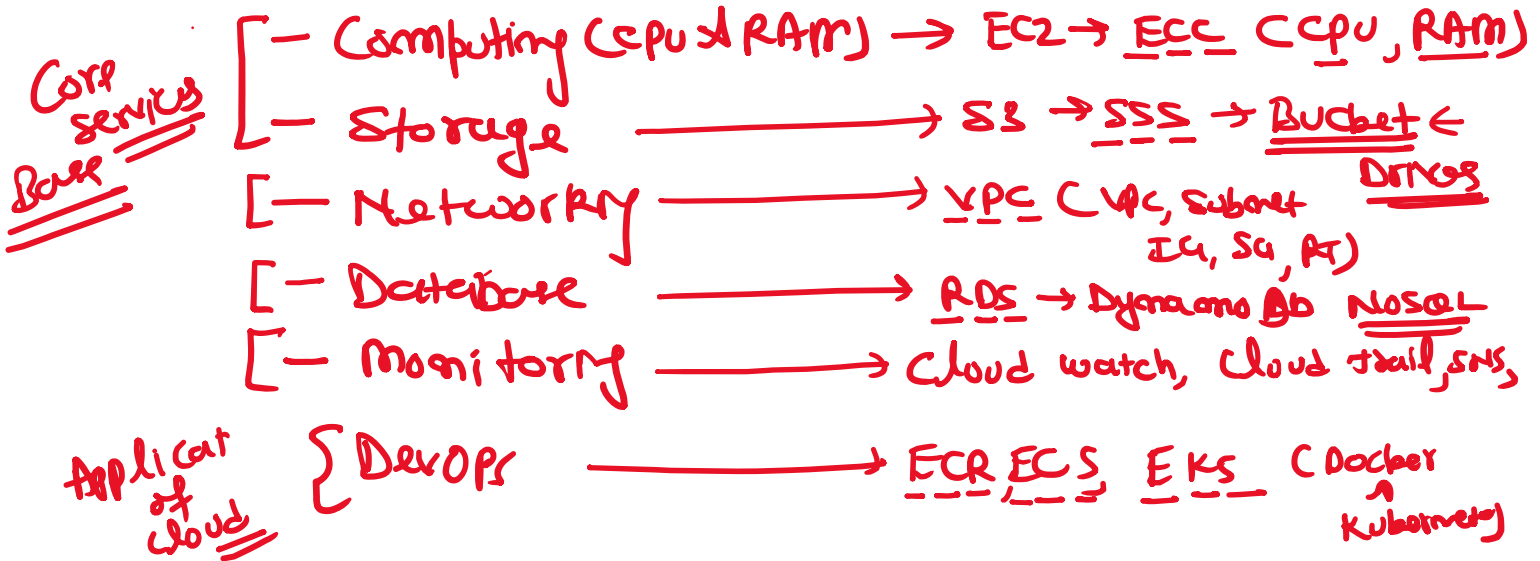 Core services
Base
- Computing (CPU & RAM) → EC2 → ECC (CPU, RAM)
- Storage → S3 → SSS → Bucket ←
Drives
- Networking → VPC (VPC, Subnet
IG, SG, RT)
- Database → RDS → Dynamo Db NoSQL
- Monitoring → Cloud watch, Cloud trail, SNS,
Applicat of cloud
{ DevOps → ECR, ECS, EKS (Docker
Kubernetes)